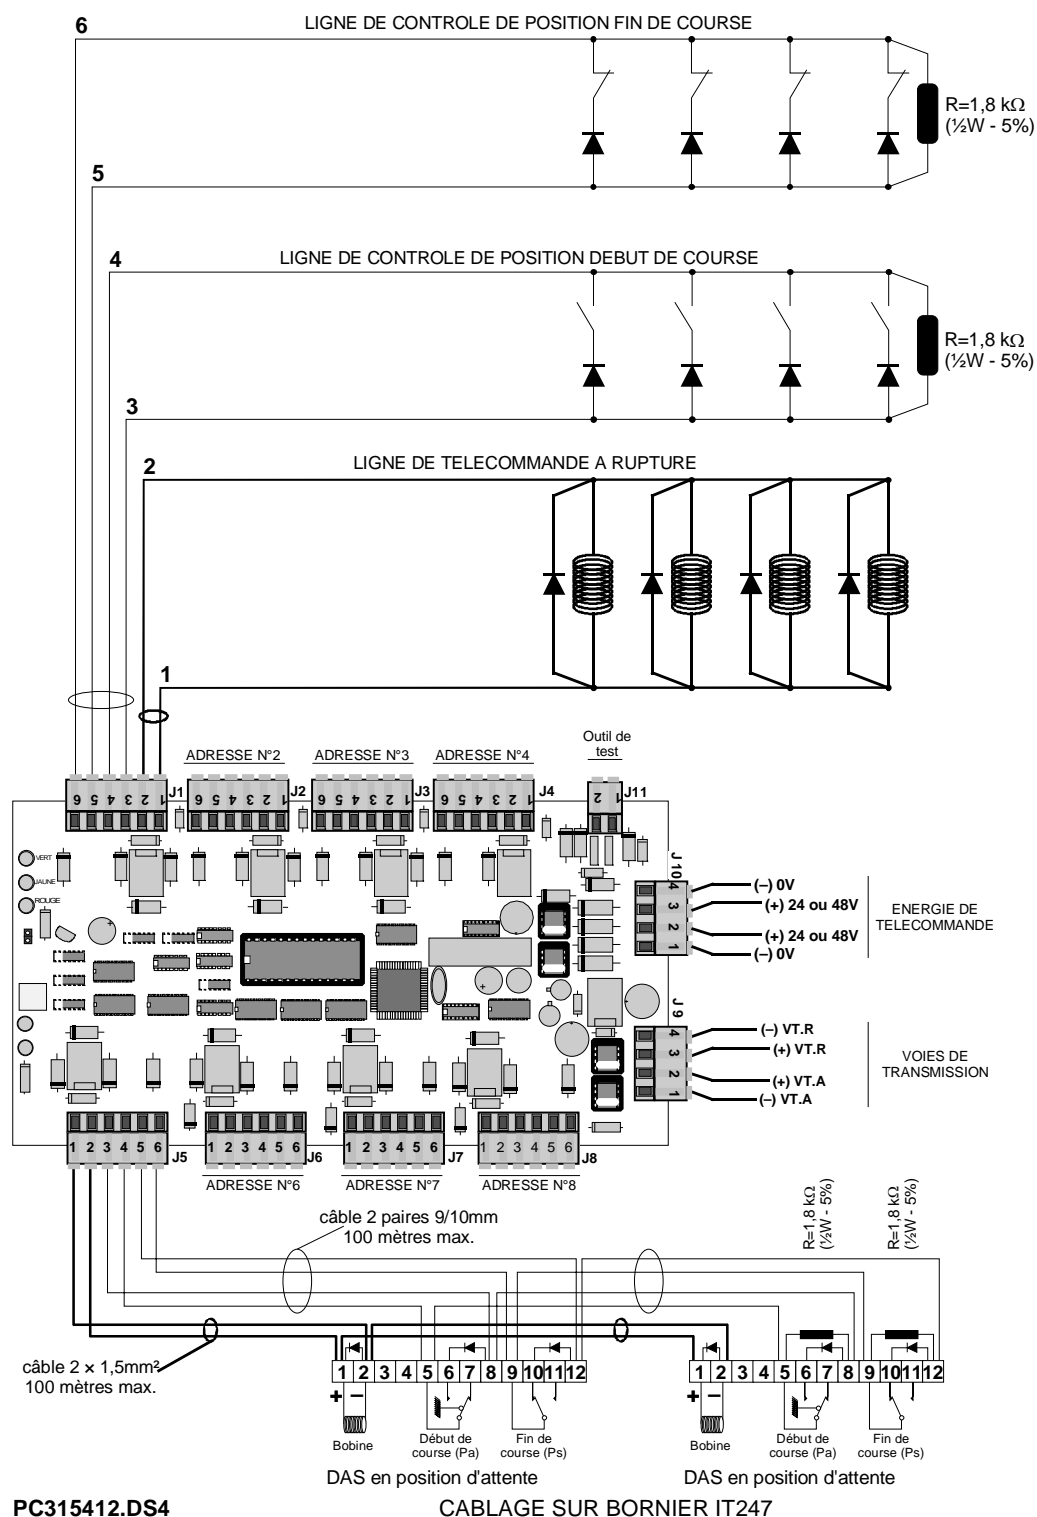 6
LIGNE DE CONTROLE DE POSITION FIN DE COURSE
R=1,8 kΩ
(½W - 5%)
5
4
LIGNE DE CONTROLE DE POSITION DEBUT DE COURSE
R=1,8 kΩ
(½W - 5%)
3
2
LIGNE DE TELECOMMANDE A RUPTURE
1
Outil de
test
ADRESSE N°2
ADRESSE N°3
ADRESSE N°4
6 5 4 3 2 1 J1
6 5 4 3 2 1 J2
6 5 4 3 2 1 J3
6 5 4 3 2 1 J4
2 1 J11
VERT
JAUNE
ROUGE
J10
4 (–) 0V
3 (+) 24 ou 48V
2 (+) 24 ou 48V
1 (–) 0V
ENERGIE DE
TELECOMMANDE
+
+
J9
4 (–) VT.R
3 (+) VT.R
2 (+) VT.A
1 (–) VT.A
VOIES DE
TRANSMISSION
1 2 3 4 5 6 J5
1 2 3 4 5 6 J6
1 2 3 4 5 6 J7
1 2 3 4 5 6 J8
ADRESSE N°6
ADRESSE N°7
ADRESSE N°8
câble 2 paires 9/10mm
100 mètres max.
R=1,8 kΩ
(½W - 5%)
R=1,8 kΩ
(½W - 5%)
câble 2 × 1,5mm²
100 mètres max.
1 2 3 4 5 6 7 8 9 10 11 12
+ –
Bobine
Début de
course (Pa)
Fin de
course (Ps)
DAS en position d'attente
1 2 3 4 5 6 7 8 9 10 11 12
+ –
Bobine
Début de
course (Pa)
Fin de
course (Ps)
DAS en position d'attente
PC315412.DS4
CABLAGE SUR BORNIER IT247